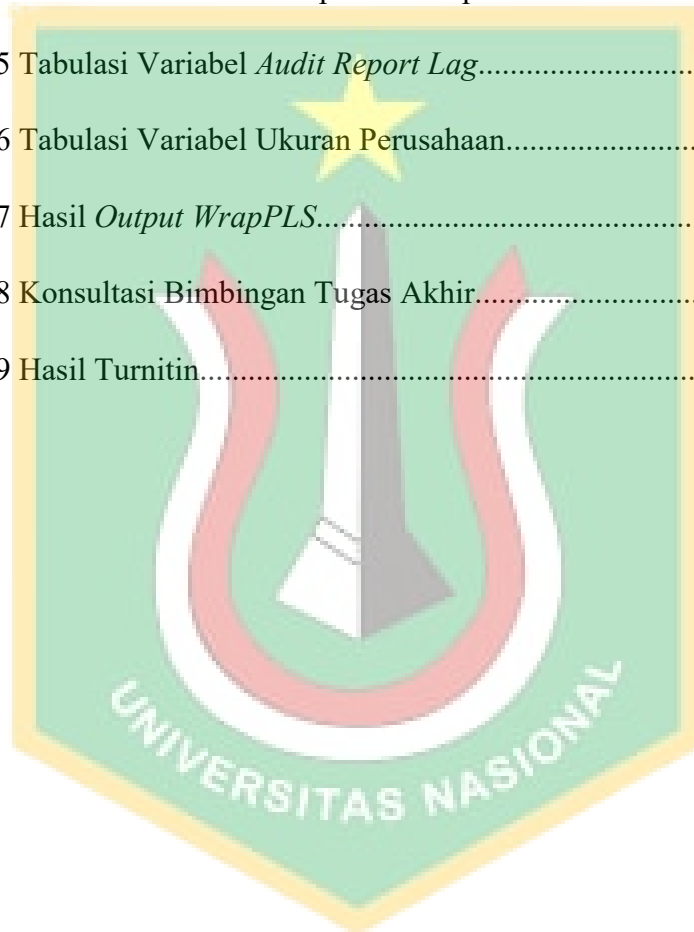 5 Tabulasi Variabel Audit Report Lag........................
6 Tabulasi Variabel Ukuran Perusahaan.....................
7 Hasil Output WrapPLS.............................................
8 Konsultasi Bimbingan Tugas Akhir.........................
9 Hasil Turnitin...........................................................
UNIVERSITAS NASIONAL